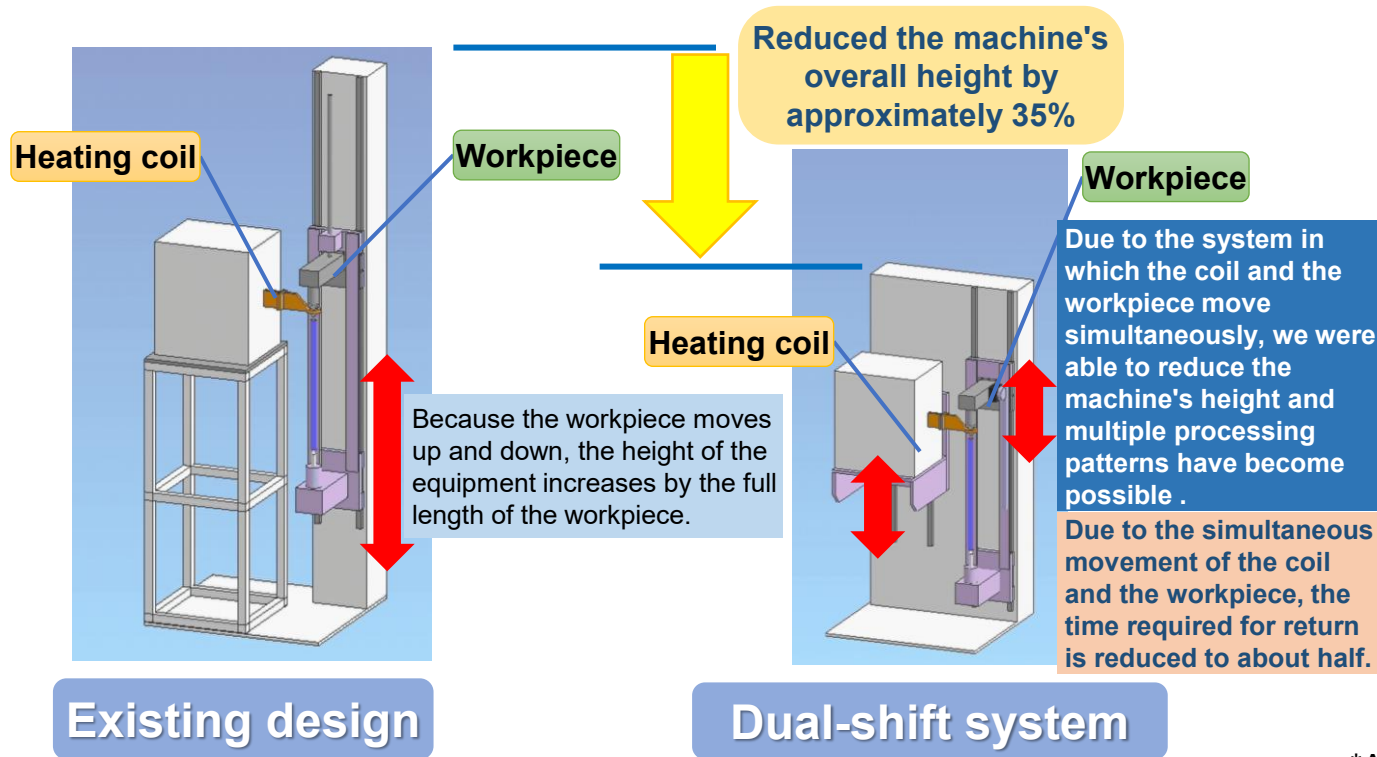 Reduced the machine's
overall height by
approximately 35%
Heating coil
Workpiece
Because the workpiece moves
up and down, the height of the
equipment increases by the full
length of the workpiece.
Existing design
Workpiece
Heating coil
Due to the system in
which the coil and the
workpiece move
simultaneously, we were
able to reduce the
machine's height and
multiple processing
patterns have become
possible .
Due to the simultaneous
movement of the coil
and the workpiece, the
time required for return
is reduced to about half.
Dual-shift system